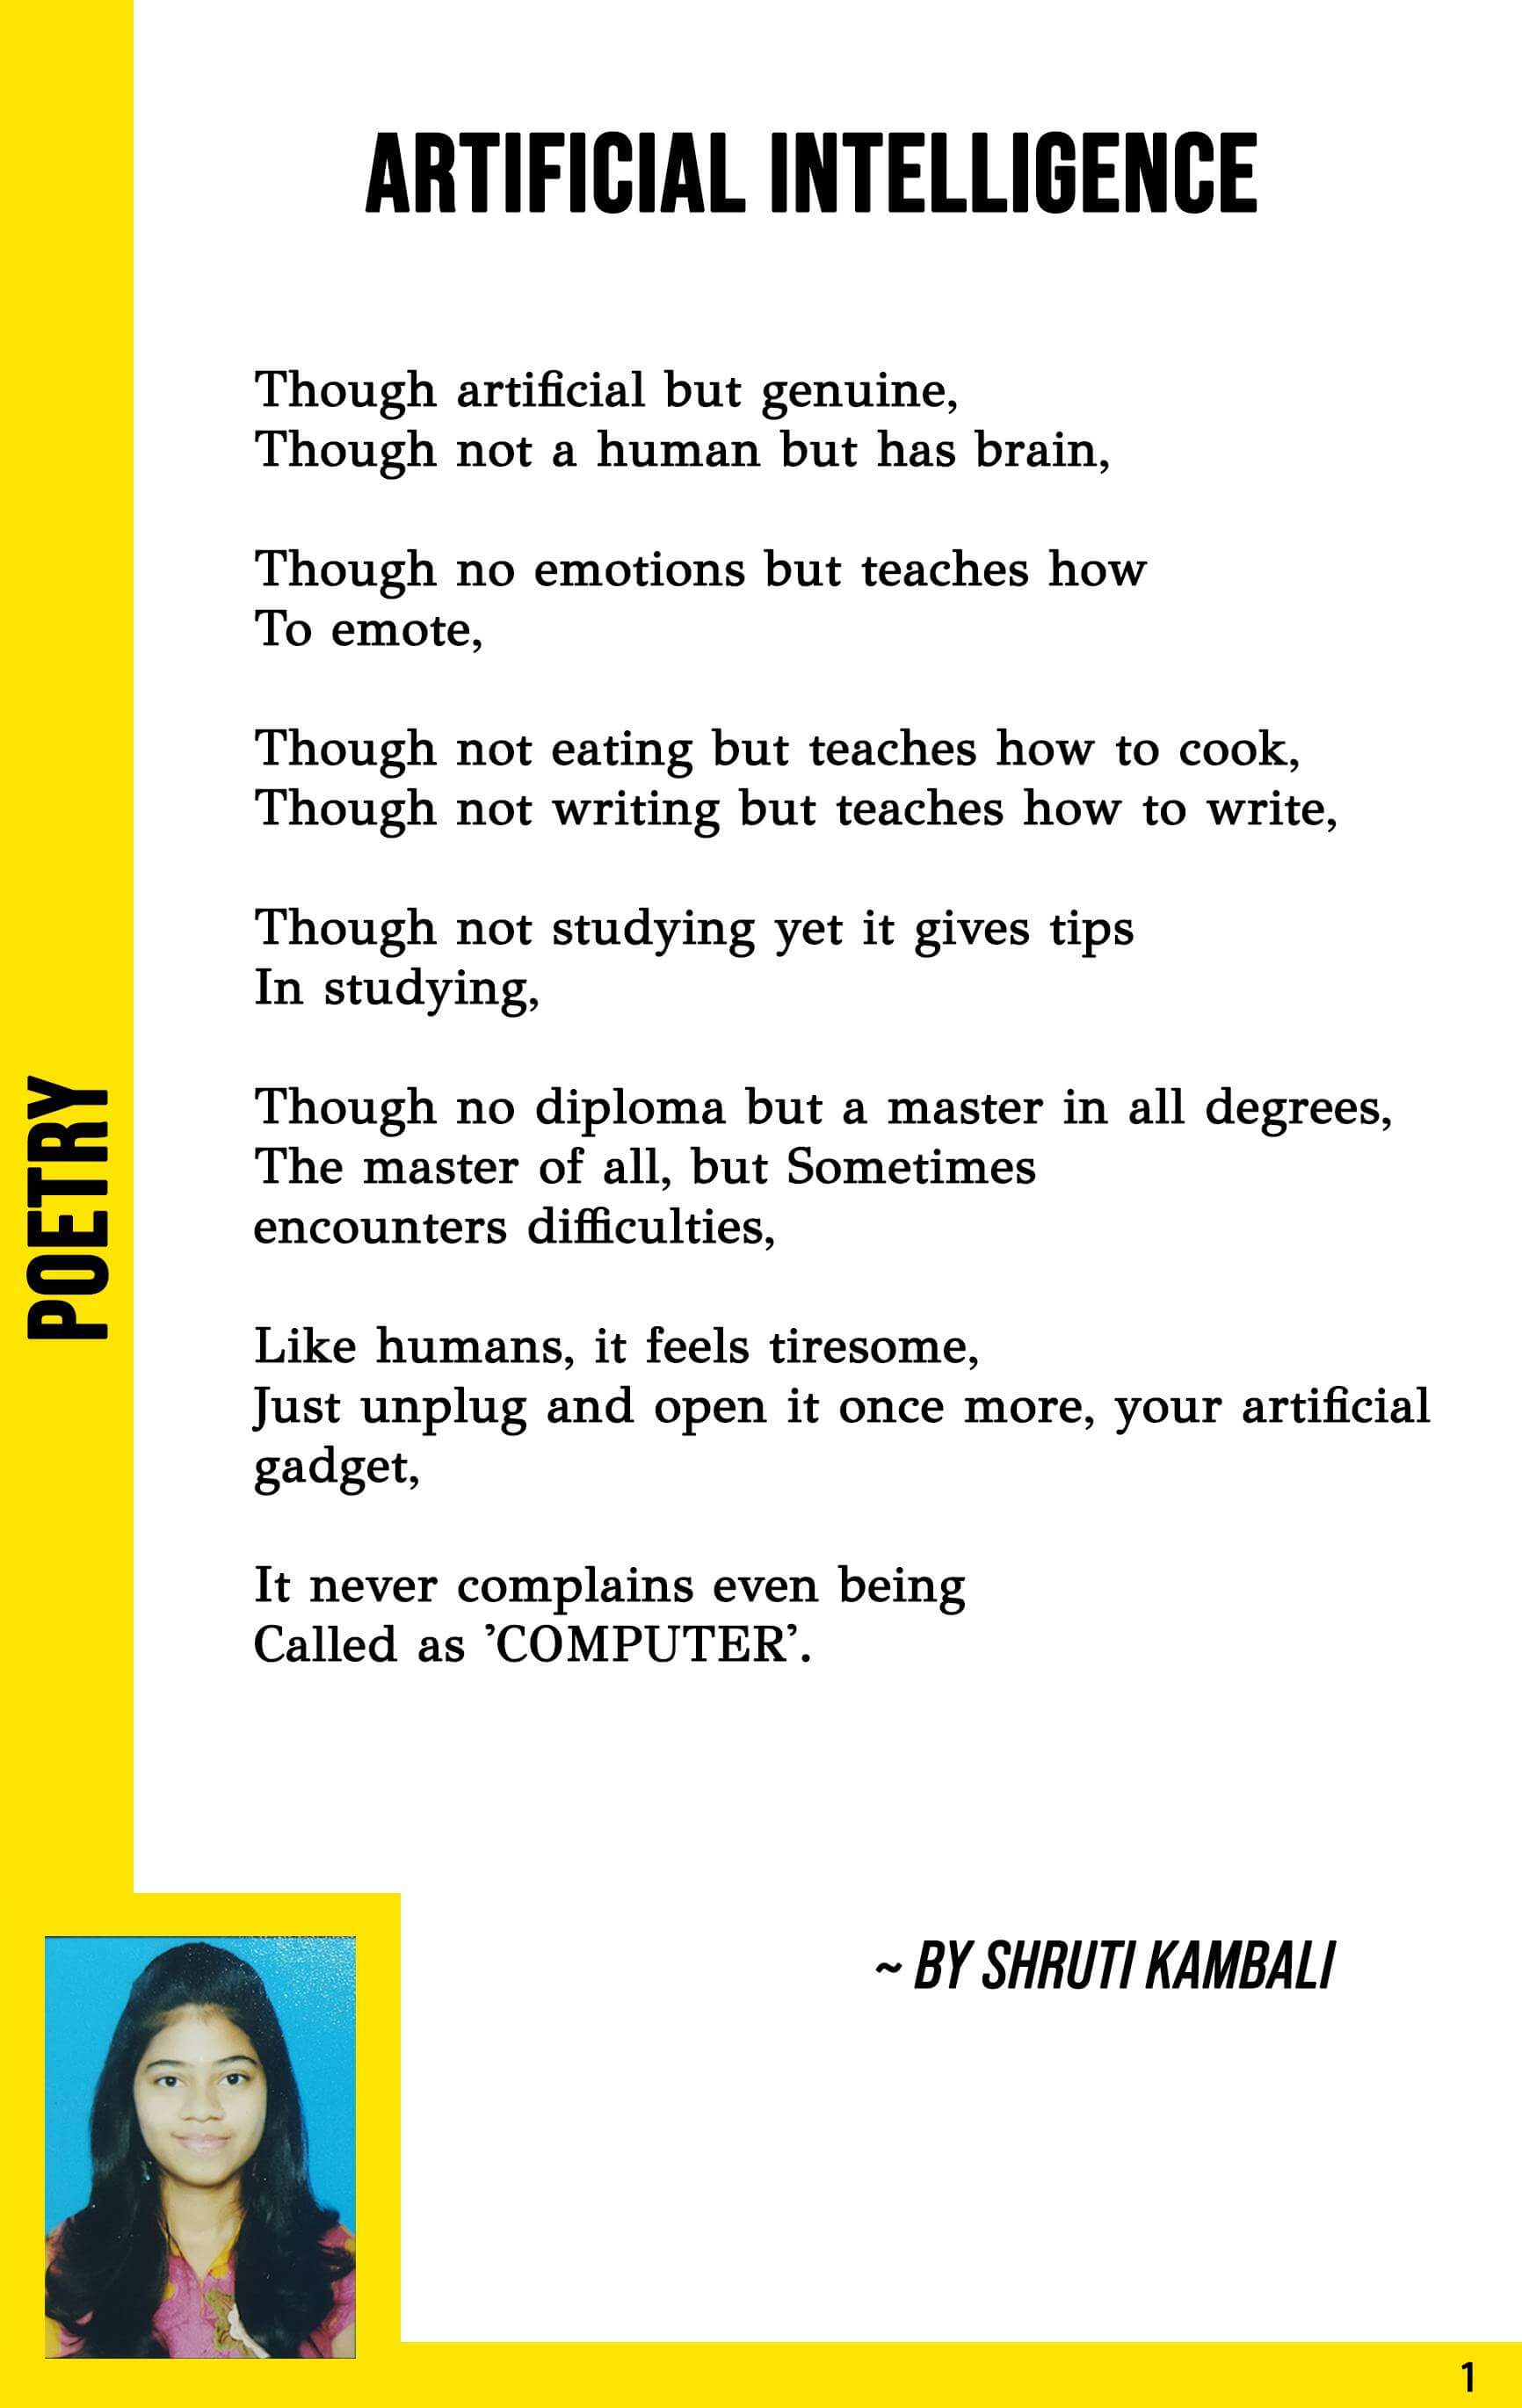 ARTIFICIAL INTELLIGENCE
Though artificial but genuine,
Though not a human but has brain,
Though no emotions but teaches how
To emote,
Though not eating but teaches how to cook,
Though not writing but teaches how to write,
Though not studying yet it gives tips
In studying,
Though no diploma but a master in all degrees,
The master of all, but Sometimes
encounters difficulties,
Like humans, it feels tiresome,
Just unplug and open it once more, your artificial
gadget,
It never complains even being
Called as ’COMPUTER’.
POETRY
~ BY SHRUTI KAMBALI
1